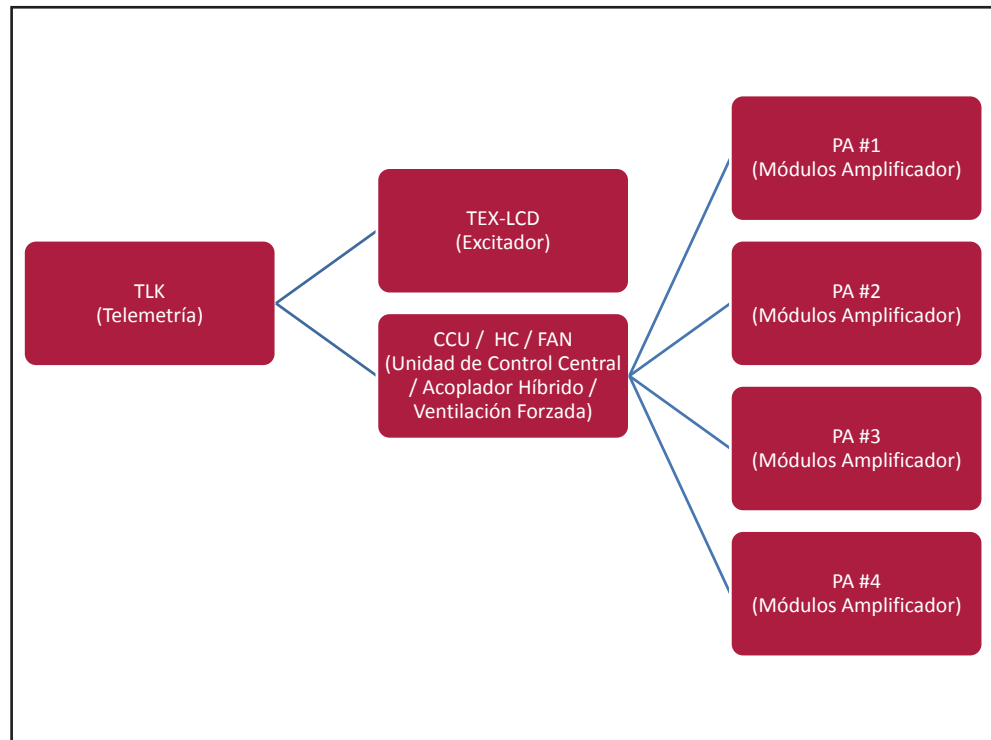 TLK
(Telemetría)
TEX-LCD
(Excitador)
CCU /  HC / FAN
(Unidad de Control Central
/ Acoplador Híbrido /
Ventilación Forzada)
PA #1
(Módulos Amplificador)
PA #2
(Módulos Amplificador)
PA #3
(Módulos Amplificador)
PA #4
(Módulos Amplificador)